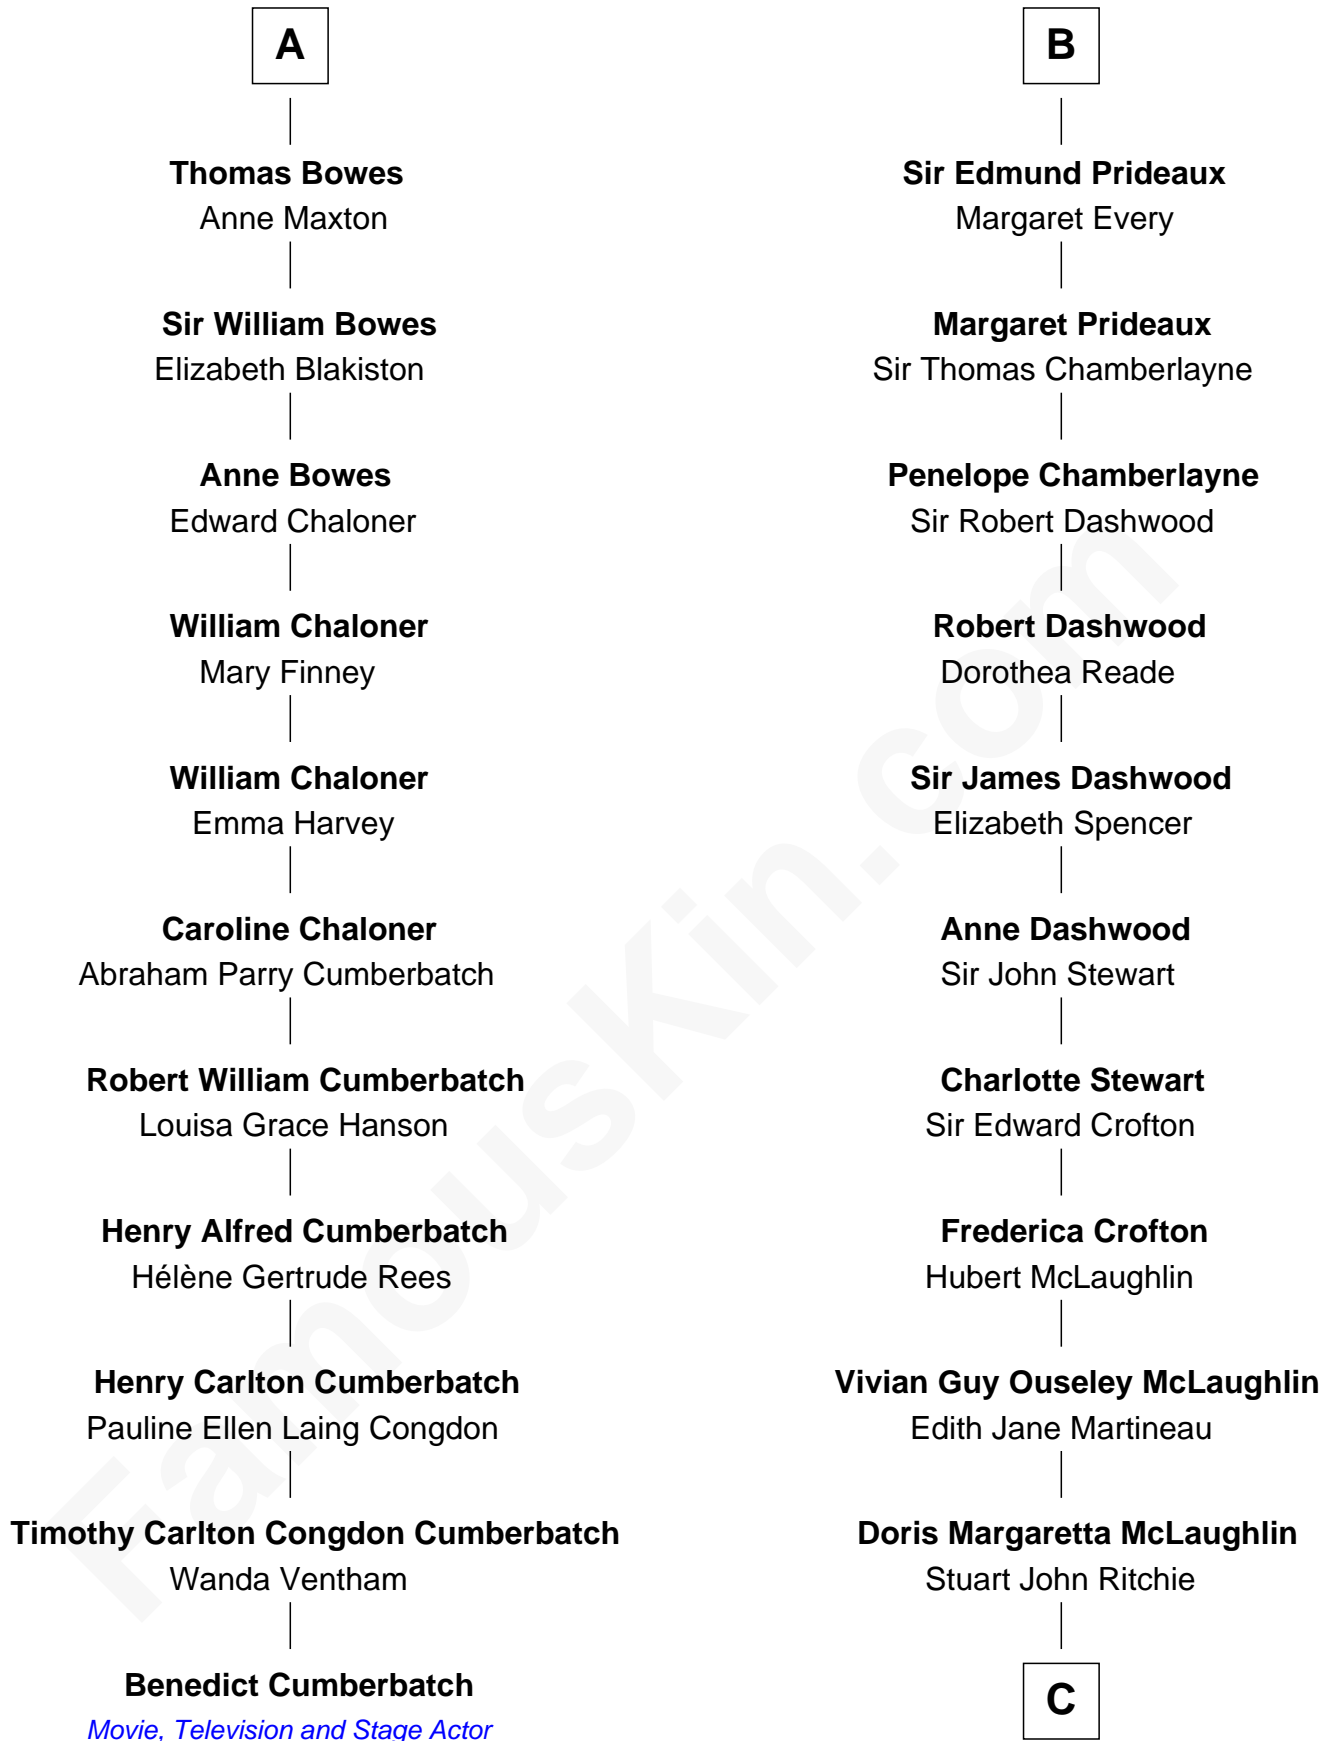 A
Thomas Bowes
Anne Maxton
Sir William Bowes
Elizabeth Blakiston
Anne Bowes
Edward Chaloner
William Chaloner
Mary Finney
William Chaloner
Emma Harvey
Caroline Chaloner
Abraham Parry Cumberbatch
Robert William Cumberbatch
Louisa Grace Hanson
Henry Alfred Cumberbatch
Hélène Gertrude Rees
Henry Carlton Cumberbatch
Pauline Ellen Laing Congdon
Timothy Carlton Congdon Cumberbatch
Wanda Ventham
Benedict Cumberbatch
Movie, Television and Stage Actor
B
Sir Edmund Prideaux
Margaret Every
Margaret Prideaux
Sir Thomas Chamberlayne
Penelope Chamberlayne
Sir Robert Dashwood
Robert Dashwood
Dorothea Reade
Sir James Dashwood
Elizabeth Spencer
Anne Dashwood
Sir John Stewart
Charlotte Stewart
Sir Edward Crofton
Frederica Crofton
Hubert McLaughlin
Vivian Guy Ouseley McLaughlin
Edith Jane Martineau
Doris Margaretta McLaughlin
Stuart John Ritchie
C
FamousKin.com